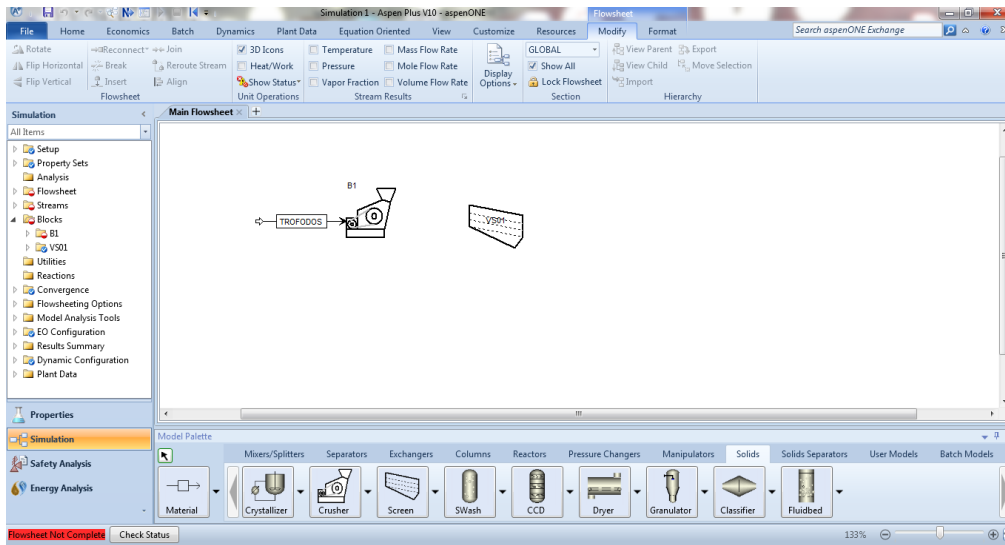 Simulation 1 - Aspen Plus V10 - aspenONE
Flowsheet
File Home Economics Batch Dynamics Plant Data Equation Oriented View Customize Resources Modify Format Search aspenONE Exchange
Rotate Reconnect Join 3D Icons Temperature Mass Flow Rate GLOBAL View Parent Export
Flip Horizontal Break Reroute Stream Heat/Work Pressure Mole Flow Rate Display Show All View Child Move Selection
Flip Vertical Insert Align Show Status Vapor Fraction Volume Flow Rate Options Lock Flowsheet Import
Flowsheet Unit Operations Stream Results Section Hierarchy
Simulation Main Flowsheet
All Items
Setup
Property Sets
Analysis
Flowsheet
Streams
Blocks
B1
VS01
Utilities
Reactions
Convergence
Flowsheeting Options
Model Analysis Tools
EO Configuration
Results Summary
Dynamic Configuration
Plant Data
B1
TROFODOS
VS01
Properties
Simulation
Safety Analysis
Energy Analysis
Model Palette
Mixers/Splitters Separators Exchangers Columns Reactors Pressure Changers Manipulators Solids Solids Separators User Models Batch Models
Material Crystallizer Crusher Screen SWash CCD Dryer Granulator Classifier Fluidbed
Flowsheet Not Complete Check Status 133%